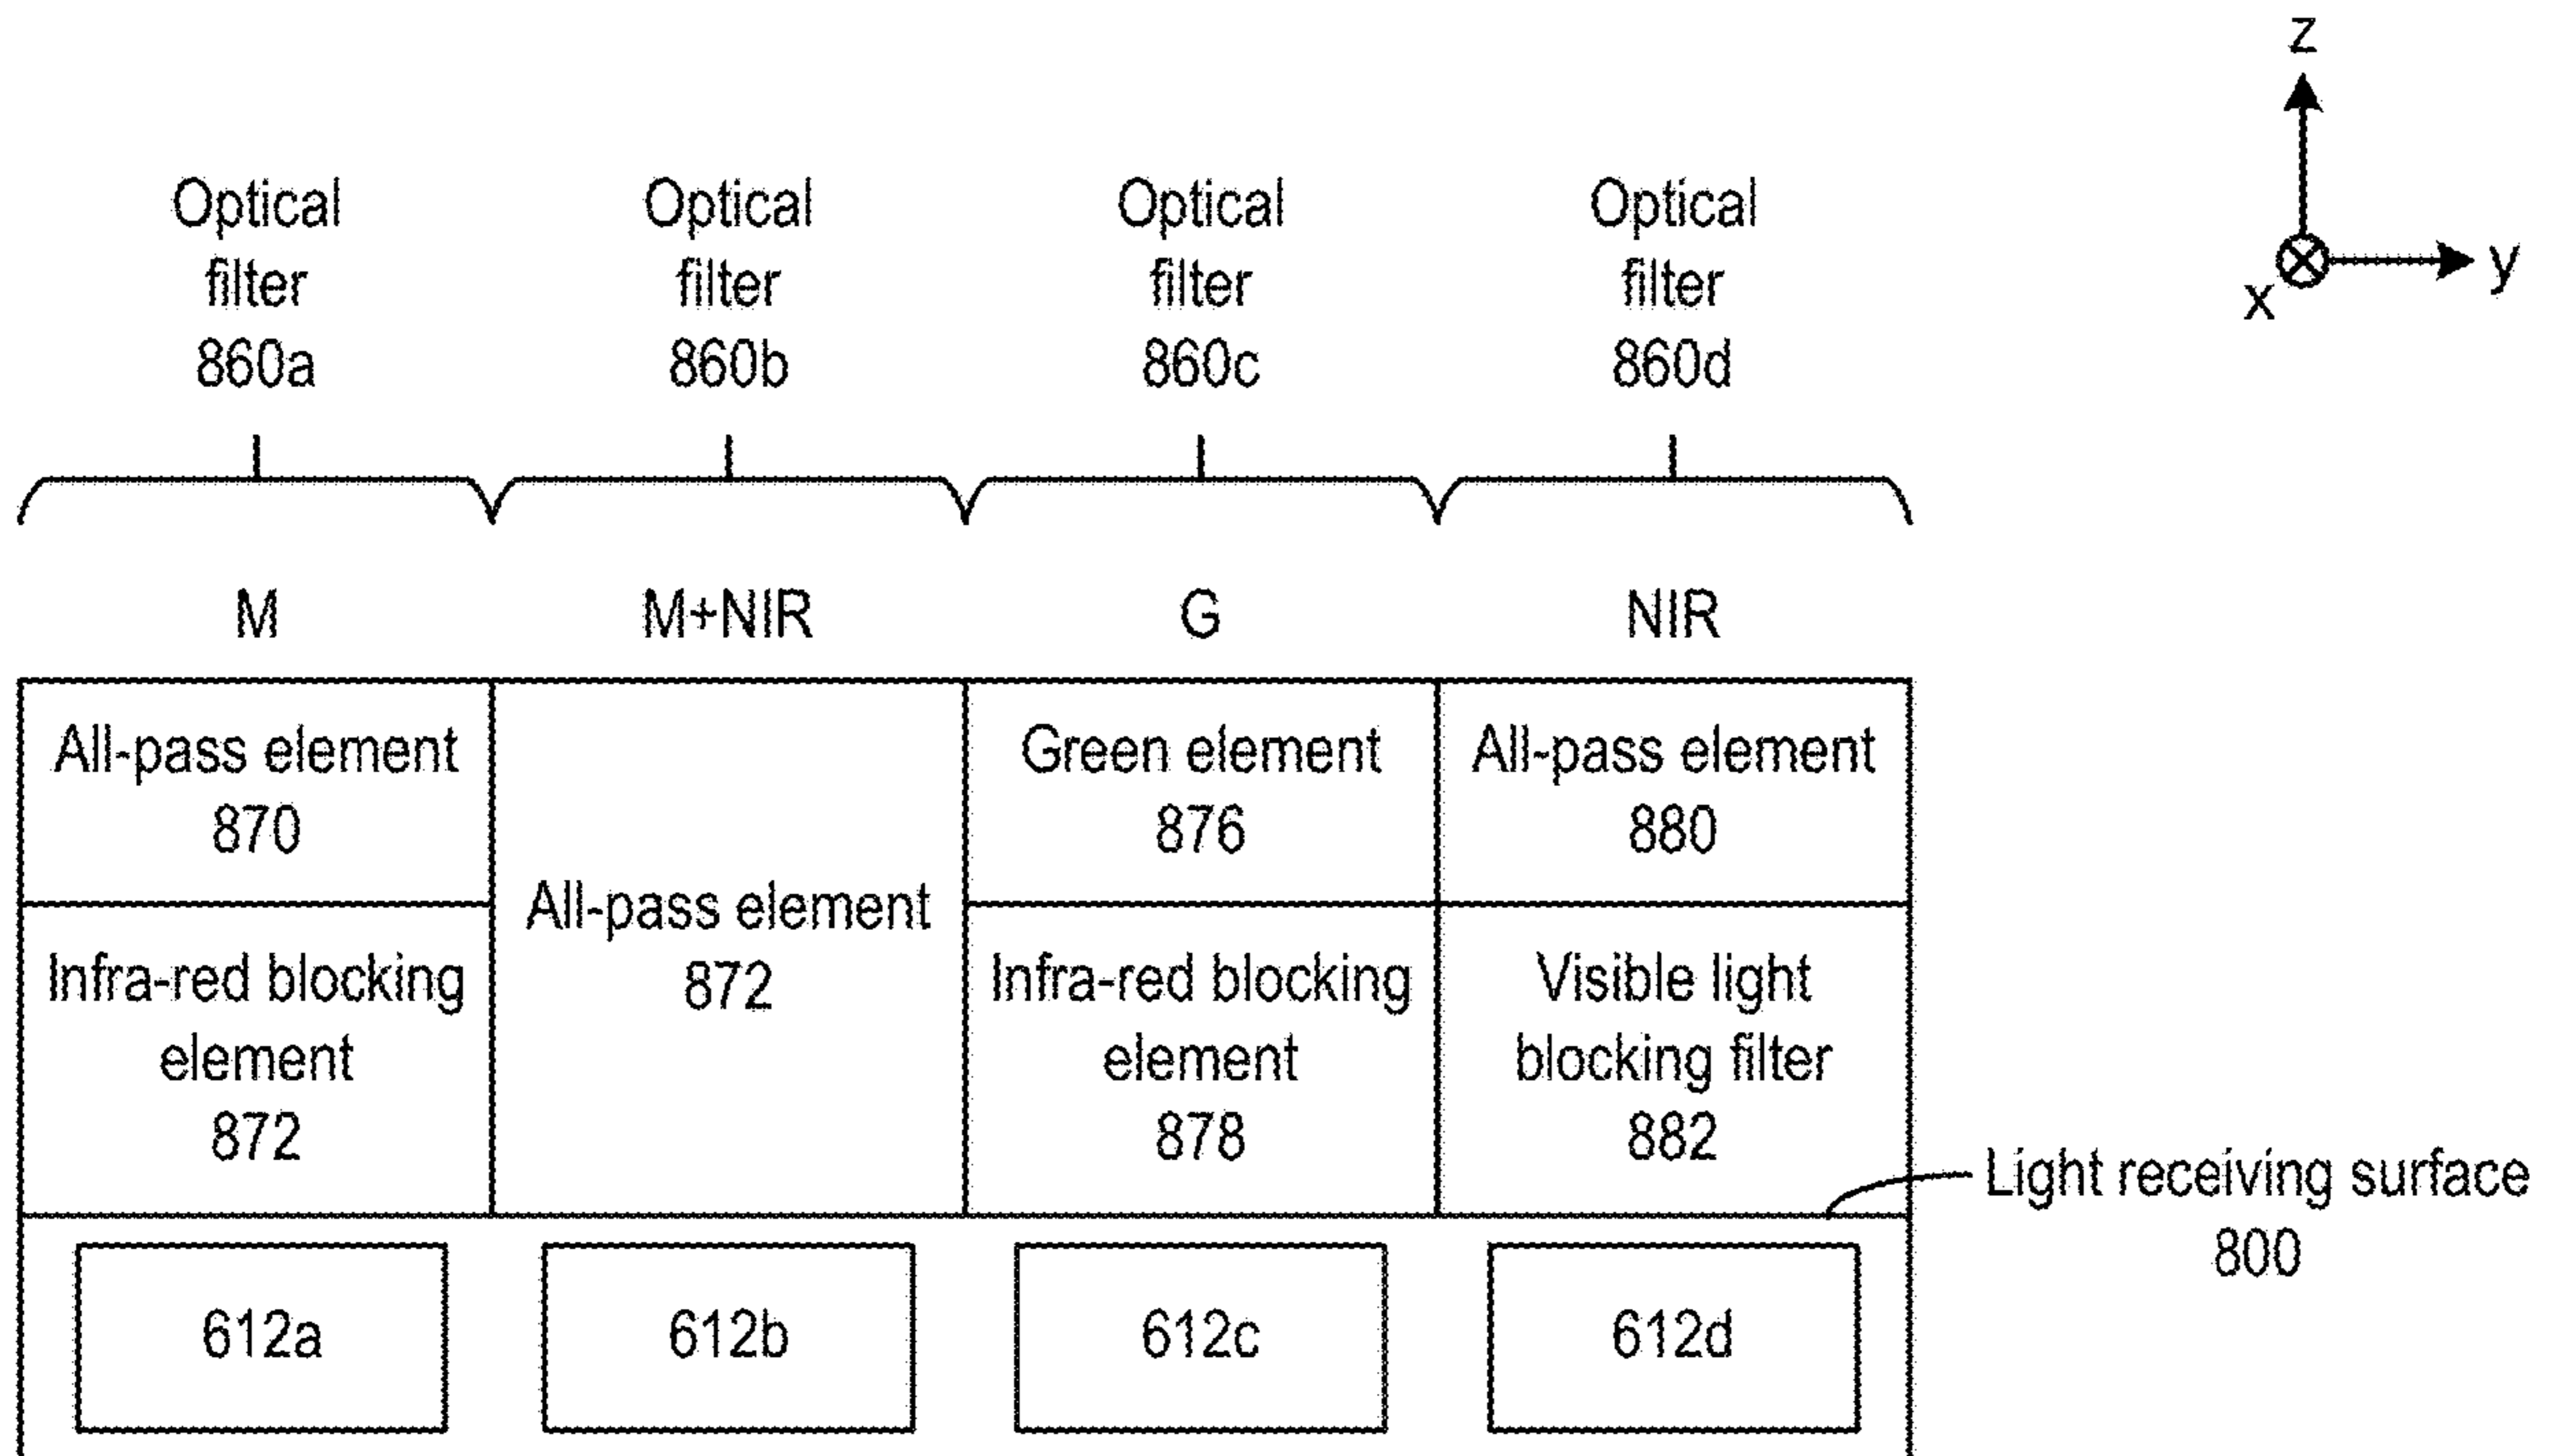 z
y
x
Optical
filter
860a
Optical
filter
860b
Optical
filter
860c
Optical
filter
860d
M
M+NIR
G
NIR
All-pass element
870
Infra-red blocking
element
872
All-pass element
872
Green element
876
Infra-red blocking
element
878
All-pass element
880
Visible light
blocking filter
882
Light receiving surface
800
612a
612b
612c
612d